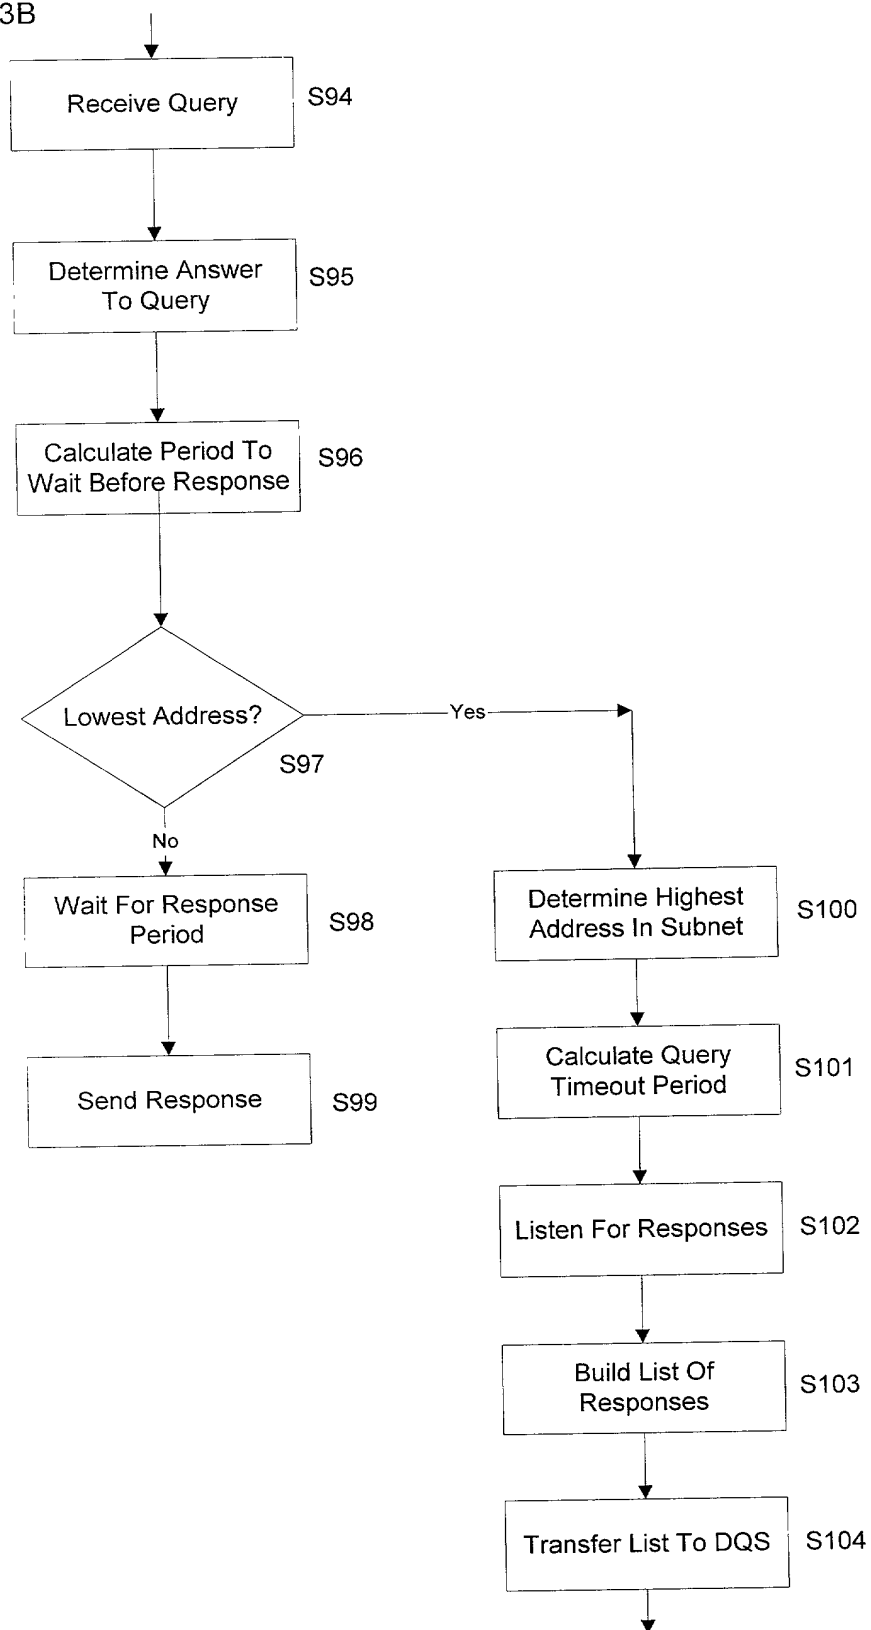 3B
Receive Query
S94
Determine Answer
To Query
S95
Calculate Period To
Wait Before Response
S96
Lowest Address?
S97
Yes
No
Wait For Response
Period
S98
Send Response
S99
Determine Highest
Address In Subnet
S100
Calculate Query
Timeout Period
S101
Listen For Responses
S102
Build List Of
Responses
S103
Transfer List To DQS
S104